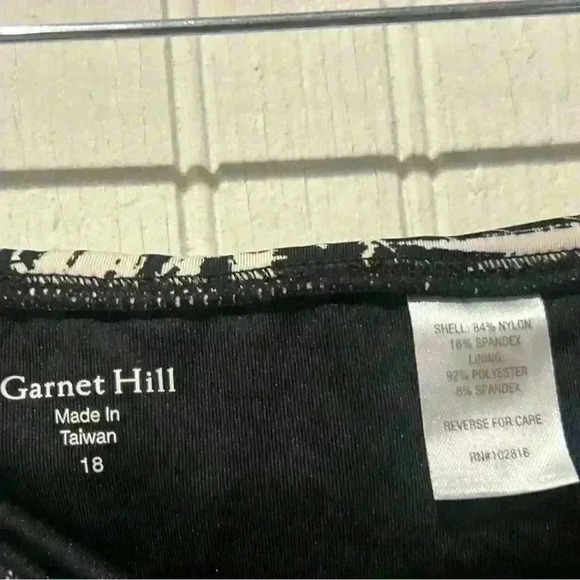 Garnet Hill
Made In
Taiwan
18
SHELL: 84% NYLON
16% SPANDEX
LINING:
92% POLYESTER
8% SPANDEX
REVERSE FOR CARE
RN#102816